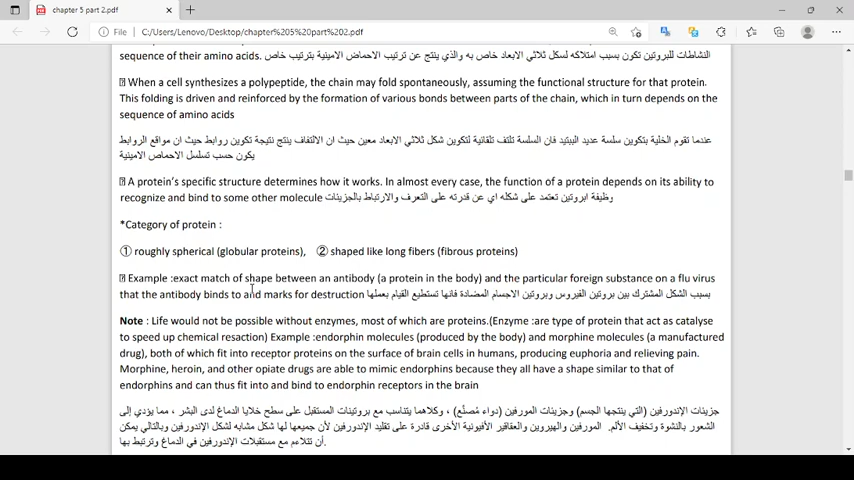 chapter 5 part 2.pdf
File C:/Users/Lenovo/Desktop/chapter%205%20part%202.pdf
sequence of their amino acids. النشاطات للبروتين تكون بسبب امتلاكه لسكل ثلاثي الابعاد خاص به والذي ينتج عن ترتيب الاحماض الامينية بترتيب خاص
When a cell synthesizes a polypeptide, the chain may fold spontaneously, assuming the functional structure for that protein.
This folding is driven and reinforced by the formation of various bonds between parts of the chain, which in turn depends on the
sequence of amino acids
عندما تقوم الخلية بتكوين سلسة عديد الببتيد فان السلسة تلتف تلقائية لتكوين شكل ثلاثي الابعاد معين حيث ان الالتفاف ينتج نتيجة تكوين روابط حيث ان مواقع الروابط
يكون حسب تسلسل الاحماض الامينية
A protein's specific structure determines how it works. In almost every case, the function of a protein depends on its ability to
recognize and bind to some other molecule وظيفة ابروتين تعتمد على شكله اي عن قدرته على التعرف والارتباط بالجزيئات
*Category of protein :
① roughly spherical (globular proteins), ② shaped like long fibers (fibrous proteins)
Example :exact match of shape between an antibody (a protein in the body) and the particular foreign substance on a flu virus
that the antibody binds to and marks for destruction بسبب الشكل المشترك بين بروتين الفيروس وبروتين الاجسام المضادة فانها تستطيع القيام بعملها
Note : Life would not be possible without enzymes, most of which are proteins.(Enzyme :are type of protein that act as catalyse
to speed up chemical resaction) Example :endorphin molecules (produced by the body) and morphine molecules (a manufactured
drug), both of which fit into receptor proteins on the surface of brain cells in humans, producing euphoria and relieving pain.
Morphine, heroin, and other opiate drugs are able to mimic endorphins because they all have a shape similar to that of
endorphins and can thus fit into and bind to endorphin receptors in the brain
جزيئات الإندورفين (التي ينتجها الجسم) وجزيئات المورفين (دواء مُصنَّع) ، وكلاهما يتناسب مع بروتينات المستقبل على سطح خلايا الدماغ لدى البشر ، مما يؤدي إلى
الشعور بالنشوة وتخفيف الألم. المورفين والهيروين والعقاقير الأفيونية الأخرى قادرة على تقليد الإندورفين لأن جميعها لها شكل مشابه لشكل الإندورفين وبالتالي يمكن
أن تتلاءم مع مستقبلات الإندورفين في الدماغ وترتبط بها.